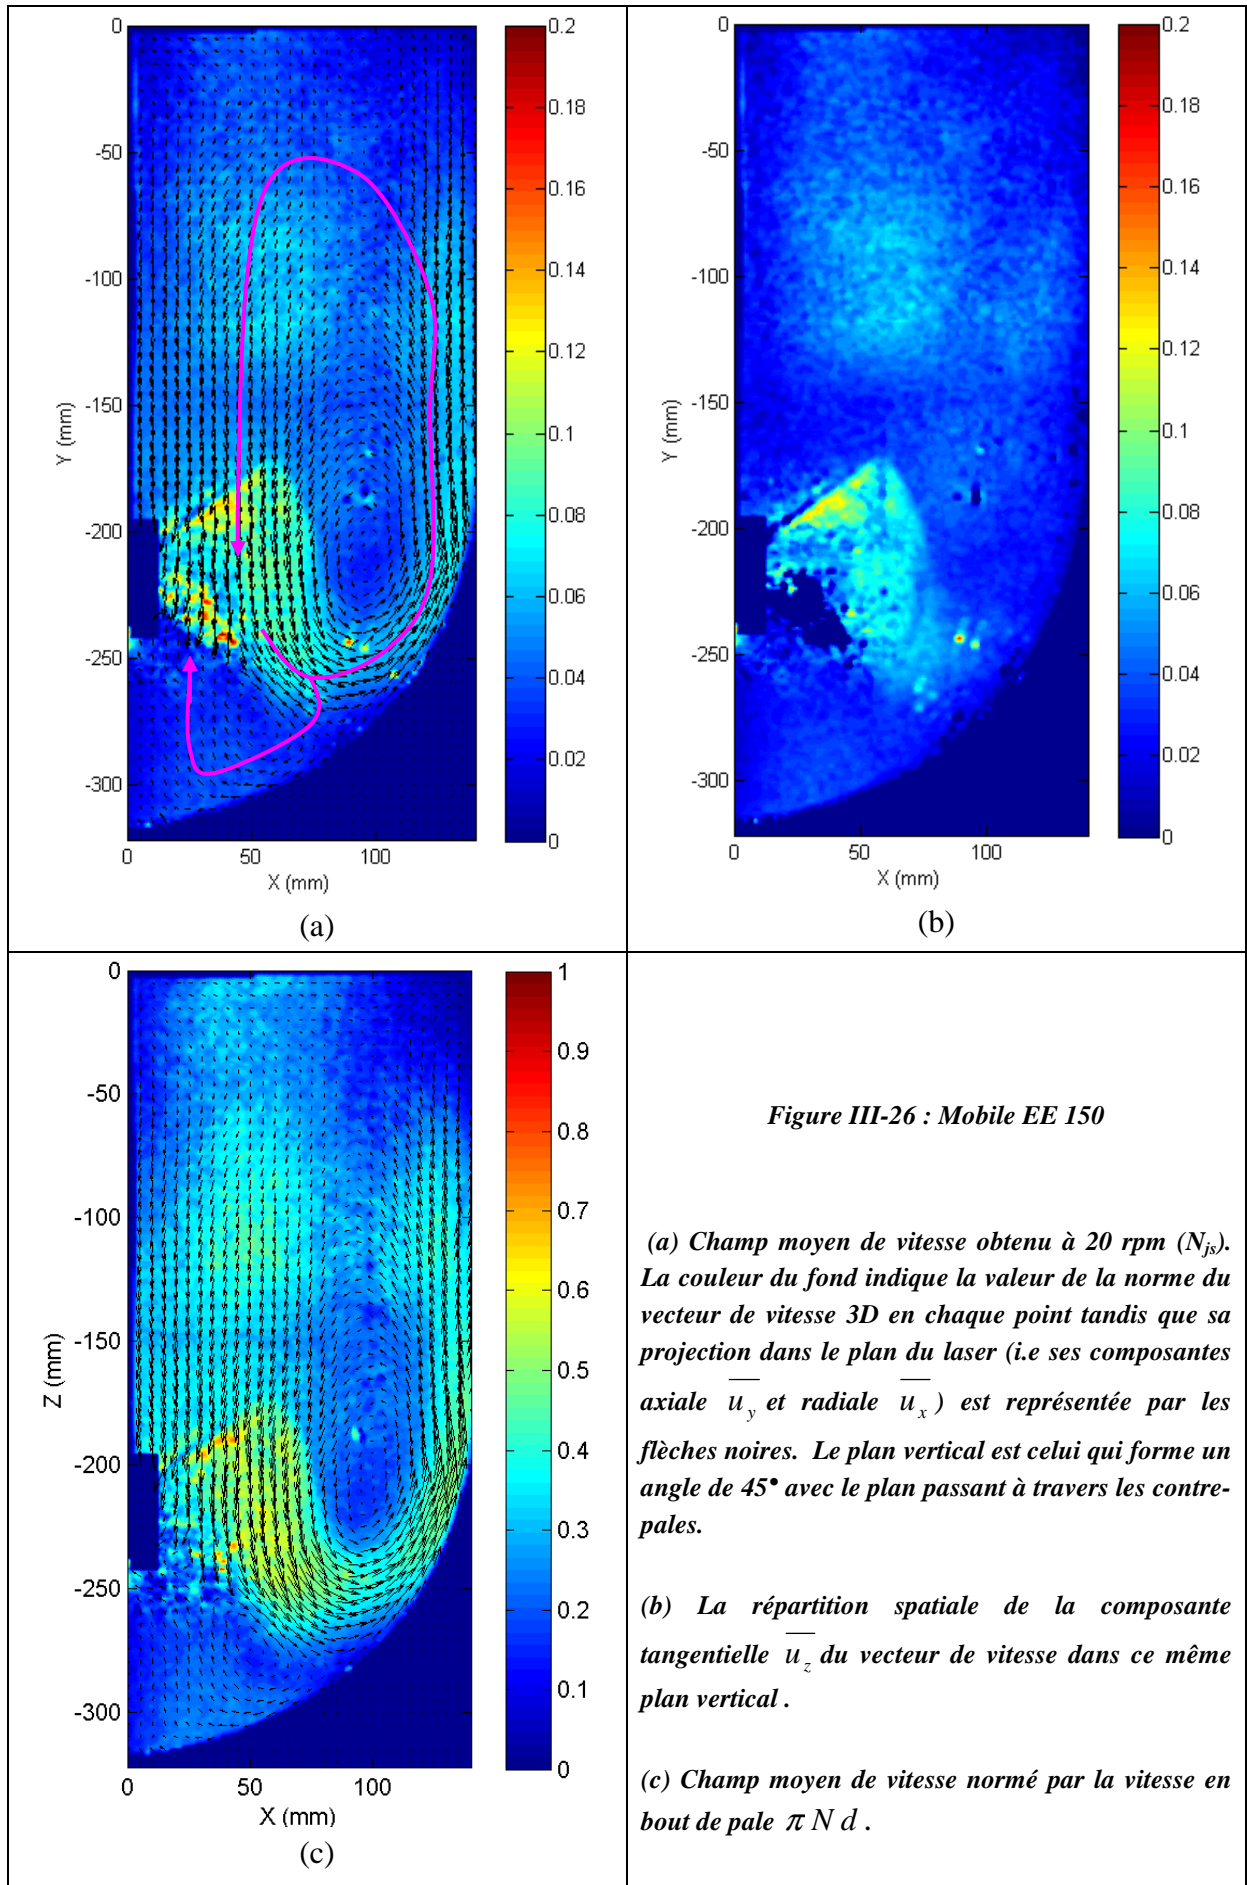 0
-50
-100
-150
-200
-250
-300
Y (mm)
0
50
100
X (mm)
0.2
0.18
0.16
0.14
0.12
0.1
0.08
0.06
0.04
0.02
0
(a)
0
-50
-100
-150
-200
-250
-300
Y (mm)
0
50
100
X (mm)
0.2
0.18
0.16
0.14
0.12
0.1
0.08
0.06
0.04
0.02
0
(b)
0
-50
-100
-150
-200
-250
-300
Z (mm)
0
50
100
X (mm)
1
0.9
0.8
0.7
0.6
0.5
0.4
0.3
0.2
0.1
0
(c)
Figure III-26 : Mobile EE 150
(a) Champ moyen de vitesse obtenu à 20 rpm (Njs).
La couleur du fond indique la valeur de la norme du
vecteur de vitesse 3D en chaque point tandis que sa
projection dans le plan du laser (i.e ses composantes
axiale u̅_y et radiale u̅_x ) est représentée par les
flèches noires. Le plan vertical est celui qui forme un
angle de 45• avec le plan passant à travers les contre-
pales.
(b) La répartition spatiale de la composante
tangentielle u̅_z du vecteur de vitesse dans ce même
plan vertical .
(c) Champ moyen de vitesse normé par la vitesse en
bout de pale π N d .